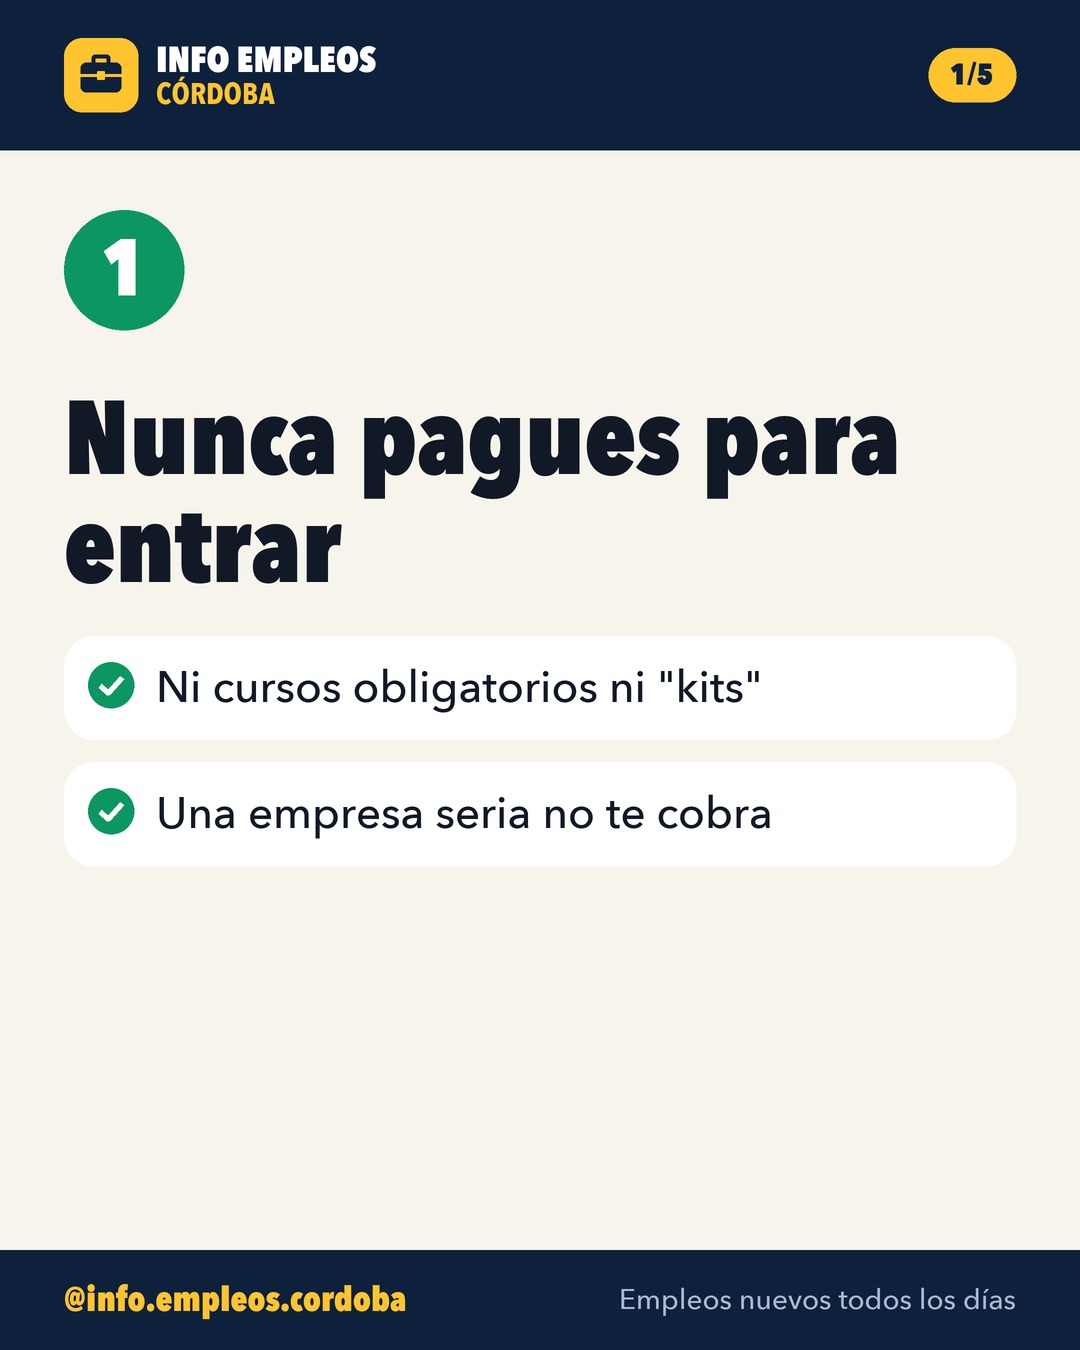 INFO EMPLEOS
CÓRDOBA
1/5
1
Nunca pagues para
entrar
Ni cursos obligatorios ni "kits"
Una empresa seria no te cobra
@info.empleos.cordoba
Empleos nuevos todos los días